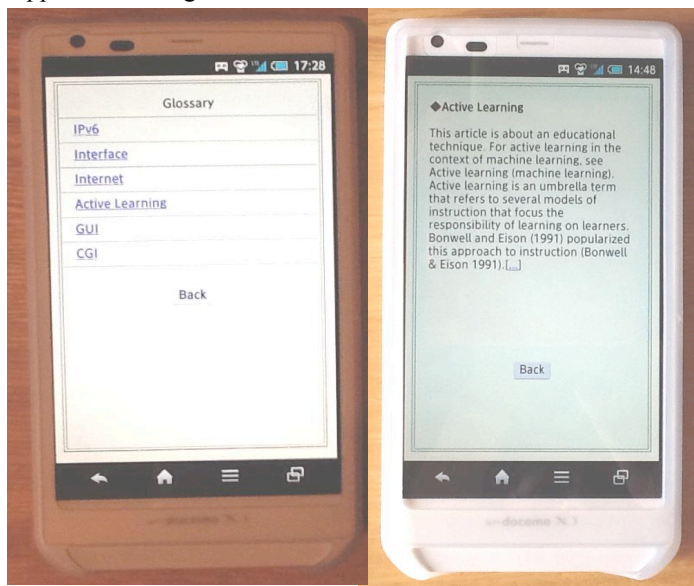 LTE 17:28
Glossary
IPv6
Interface
Internet
Active Learning
GUI
CGI
Back
docomo
14:48
◆Active Learning
This article is about an educational
technique. For active learning in the
context of machine learning, see
Active learning (machine learning).
Active learning is an umbrella term
that refers to several models of
instruction that focus the
responsibility of learning on learners.
Bonwell and Eison (1991) popularized
this approach to instruction (Bonwell
& Eison 1991).[...]
Back
docomo